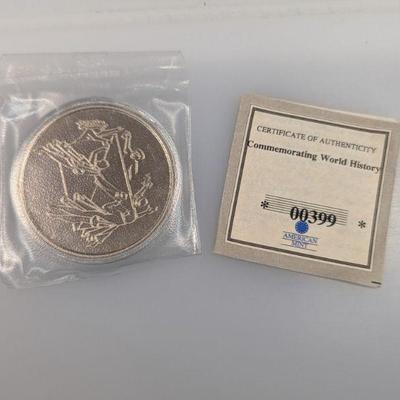 CERTIFICATE OF AUTHENTICITY
Commemorating World History
* 00399 *
AMERICAN
MINT